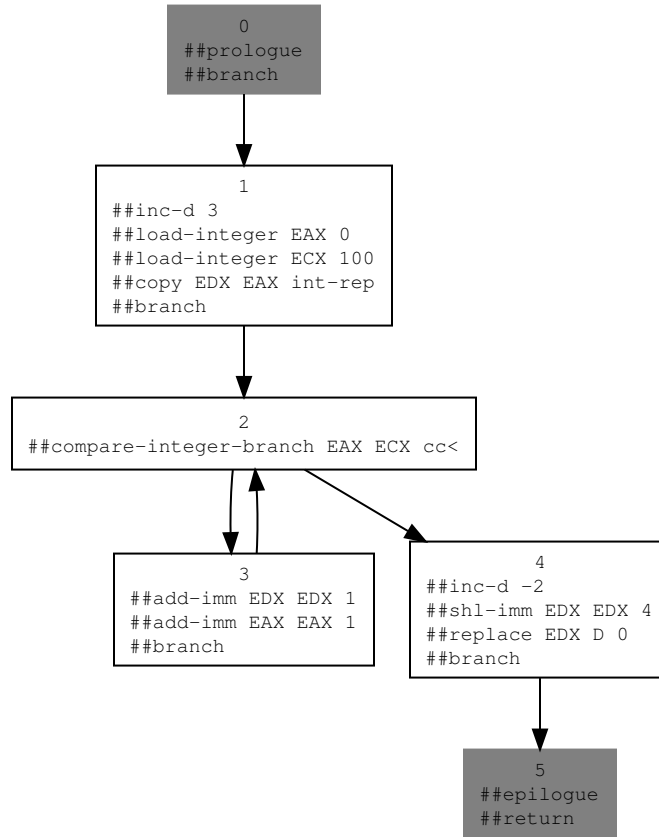 0
##prologue
##branch
1
##inc-d 3
##load-integer EAX 0
##load-integer ECX 100
##copy EDX EAX int-rep
##branch
2
##compare-integer-branch EAX ECX cc<
3
##add-imm EDX EDX 1
##add-imm EAX EAX 1
##branch
4
##inc-d -2
##shl-imm EDX EDX 4
##replace EDX D 0
##branch
5
##epilogue
##return